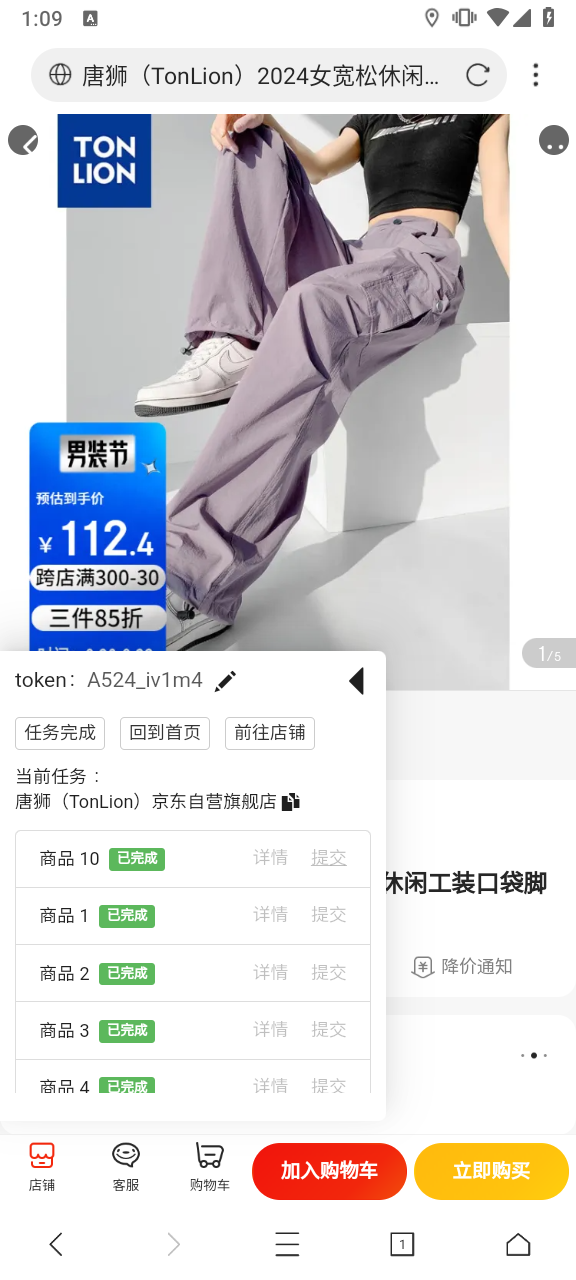 1:09
A
唐狮（TonLion）2024女宽松休闲...
TON
LION
男装节
预估到手价
¥ 112.4
跨店满300-30
三件85折
1/5
token： A524_iv1m4
任务完成 回到首页 前往店铺
当前任务 ：
唐狮（TonLion）京东自营旗舰店
商品 10 已完成 详情 提交
商品 1 已完成 详情 提交
休闲工装口袋脚
商品 2 已完成 详情 提交
降价通知
商品 3 已完成 详情 提交
商品 4 已完成 详情 提交
店铺 客服 购物车 加入购物车 立即购买
1